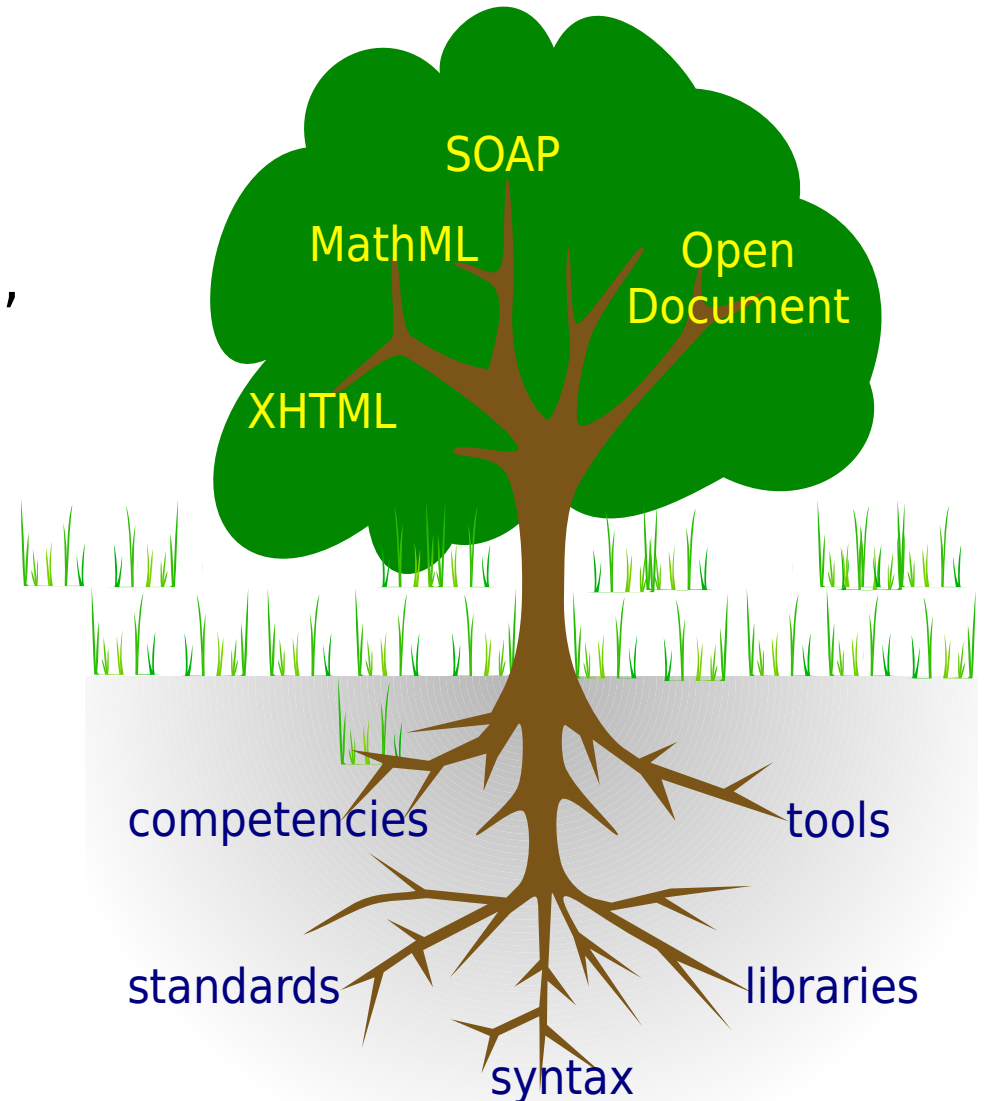 SOAP
MathML
Open
Document
,
XHTML
competencies
tools
standards
libraries
syntax